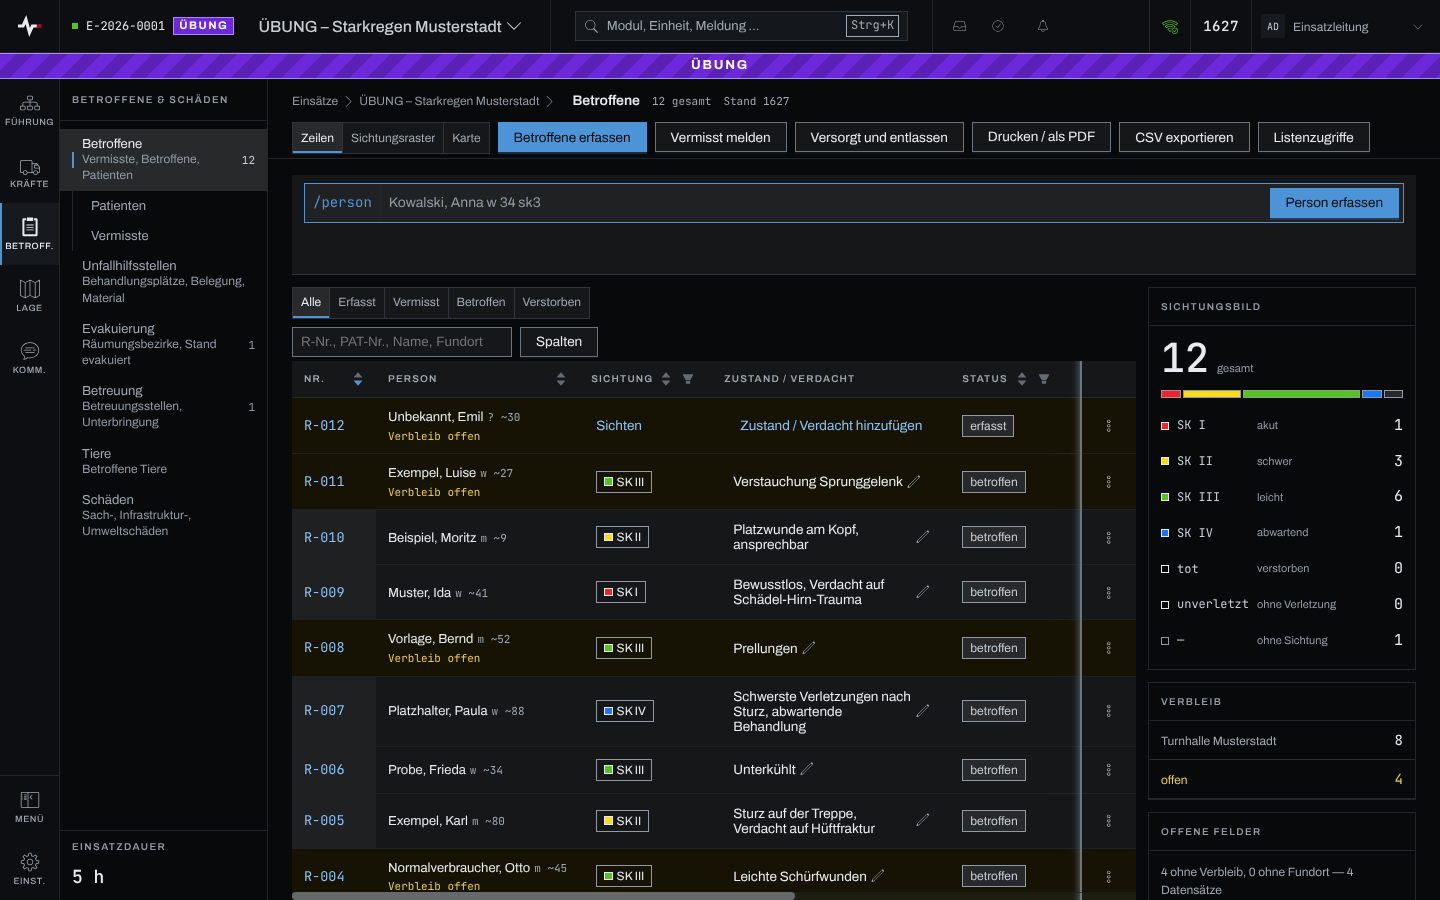 E-2026-0001 ÜBUNG ÜBUNG – Starkregen Musterstadt Modul, Einheit, Meldung ... Strg+K 1627 AD Einsatzleitung
ÜBUNG
FÜHRUNG
KRÄFTE
BETROFF.
LAGE
KOMM.
MENÜ
EINST.
BETROFFENE & SCHÄDEN
Betroffene
Vermisste, Betroffene, 12
Patienten
Patienten
Vermisste
Unfallhilfsstellen
Behandlungsplätze, Belegung,
Material
Evakuierung
Räumungsbezirke, Stand 1
evakuiert
Betreuung
Betreuungsstellen, 1
Unterbringung
Tiere
Betroffene Tiere
Schäden
Sach-, Infrastruktur-,
Umweltschäden
EINSATZDAUER
5 h
Einsätze ÜBUNG – Starkregen Musterstadt Betroffene 12 gesamt Stand 1627
Zeilen Sichtungsraster Karte Betroffene erfassen Vermisst melden Versorgt und entlassen Drucken / als PDF CSV exportieren Listenzugriffe
/person Kowalski, Anna w 34 sk3 Person erfassen
Alle Erfasst Vermisst Betroffen Verstorben
R-Nr., PAT-Nr., Name, Fundort Spalten
NR. PERSON SICHTUNG ZUSTAND / VERDACHT STATUS
R-012 Unbekannt, Emil ? ~30 Sichten Zustand / Verdacht hinzufügen erfasst
Verbleib offen
R-011 Exempel, Luise w ~27 SK III Verstauchung Sprunggelenk betroffen
Verbleib offen
R-010 Beispiel, Moritz m ~9 SK II Platzwunde am Kopf, betroffen
ansprechbar
R-009 Muster, Ida w ~41 SK I Bewusstlos, Verdacht auf betroffen
Schädel-Hirn-Trauma
R-008 Vorlage, Bernd m ~52 SK III Prellungen betroffen
Verbleib offen
R-007 Platzhalter, Paula w ~88 SK IV Schwerste Verletzungen nach betroffen
Sturz, abwartende
Behandlung
R-006 Probe, Frieda w ~34 SK III Unterkühlt betroffen
R-005 Exempel, Karl m ~80 SK II Sturz auf der Treppe, betroffen
Verdacht auf Hüftfraktur
R-004 Normalverbraucher, Otto m ~45 SK III Leichte Schürfwunden betroffen
Verbleib offen
SICHTUNGSBILD
12 gesamt
SK I akut 1
SK II schwer 3
SK III leicht 6
SK IV abwartend 1
tot verstorben 0
unverletzt ohne Verletzung 0
– ohne Sichtung 1
VERBLEIB
Turnhalle Musterstadt 8
offen 4
OFFENE FELDER
4 ohne Verbleib, 0 ohne Fundort — 4
Datensätze